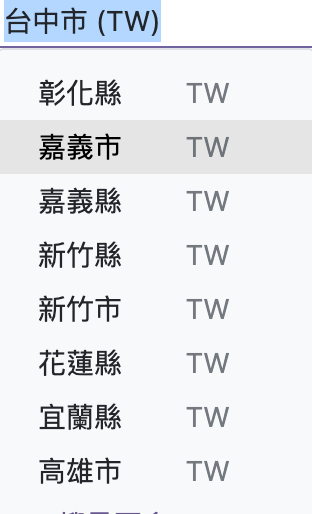 台中市 (TW)
彰化縣 TW
嘉義市 TW
嘉義縣 TW
新竹縣 TW
新竹市 TW
花蓮縣 TW
宜蘭縣 TW
高雄市 TW